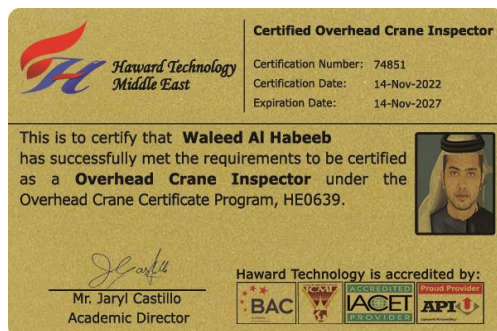 Haward Technology
Middle East
Certified Overhead Crane Inspector
Certification Number: 74851
Certification Date: 14-Nov-2022
Expiration Date: 14-Nov-2027
This is to certify that Waleed Al Habeeb
has successfully met the requirements to be certified
as a Overhead Crane Inspector under the
Overhead Crane Certificate Program, HE0639.
Mr. Jaryl Castillo
Academic Director
Haward Technology is accredited by:
BAC
ACCREDITED
IACET
PROVIDER
Proud Provider
API